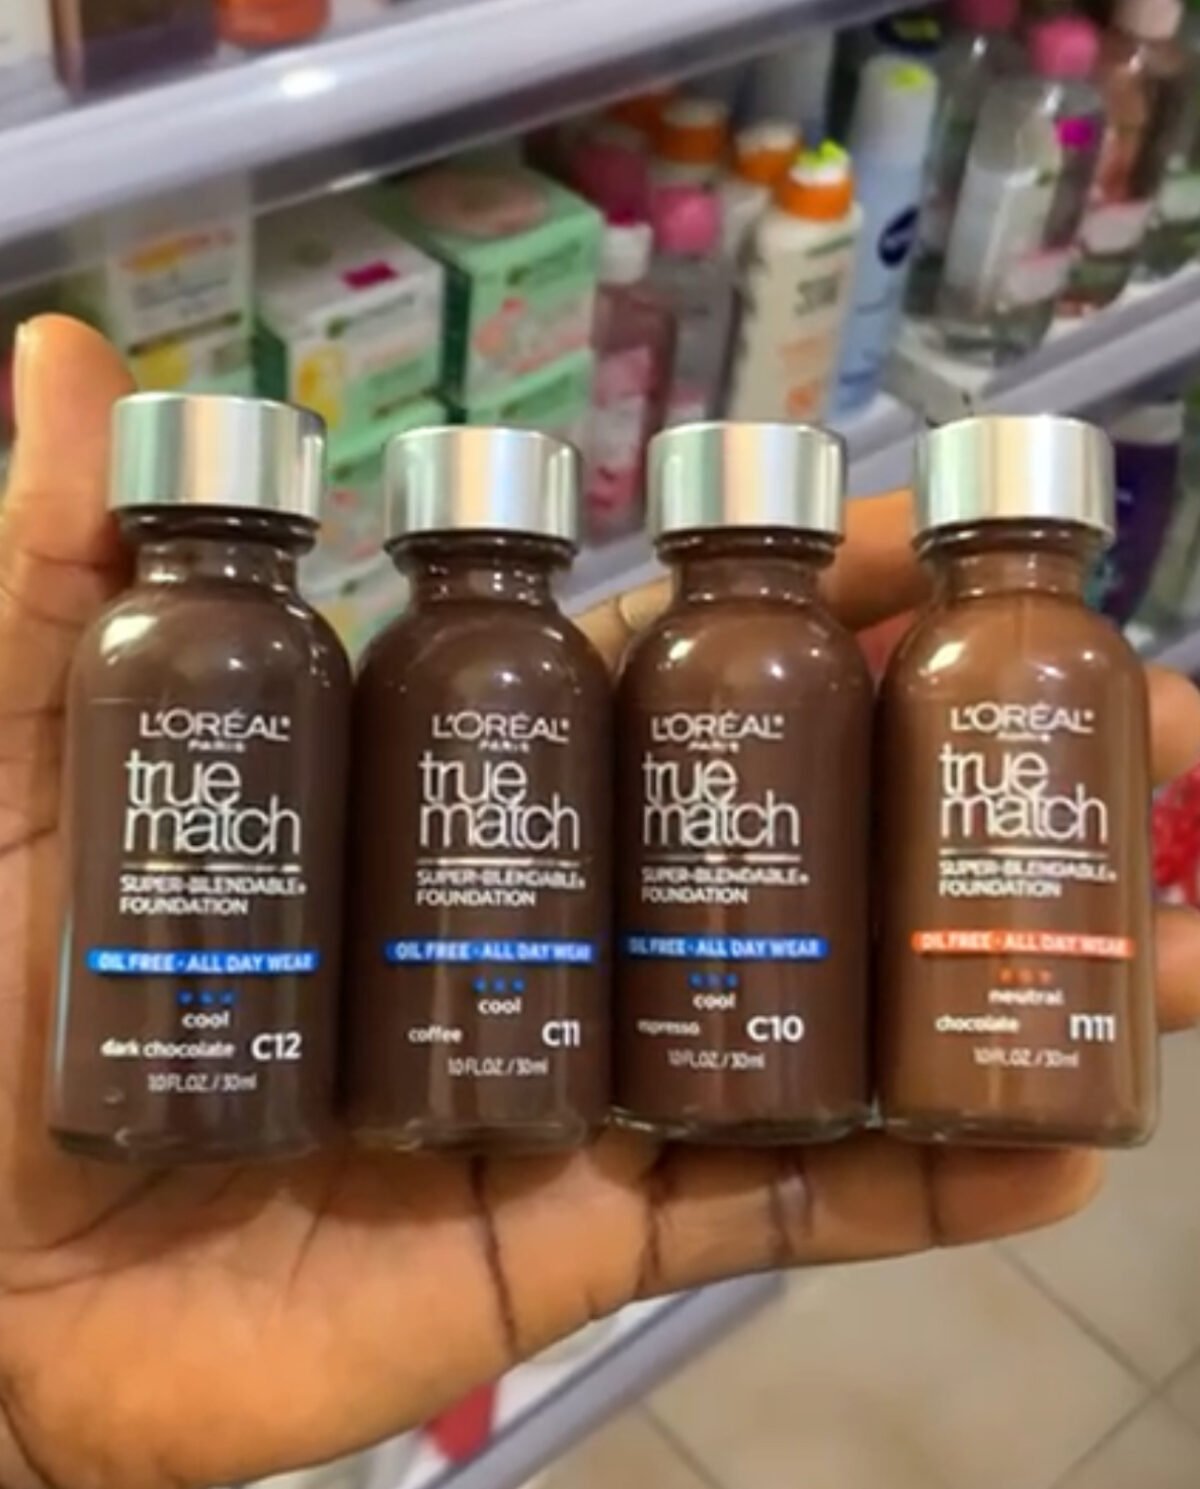 L'ORÉAL®
PARIS
true
match
SUPER-BLENDABLE®
FOUNDATION
OIL FREE · ALL DAY WEAR
cool
dark chocolate C12
1.0 FL.OZ. / 30ml
L'ORÉAL®
PARIS
true
match
SUPER-BLENDABLE®
FOUNDATION
OIL FREE · ALL DAY WEAR
cool
coffee C11
1.0 FL.OZ. / 30ml
L'ORÉAL®
PARIS
true
match
SUPER-BLENDABLE®
FOUNDATION
OIL FREE · ALL DAY WEAR
cool
espresso C10
1.0 FL.OZ. / 30ml
L'ORÉAL®
PARIS
true
match
SUPER-BLENDABLE®
FOUNDATION
OIL FREE · ALL DAY WEAR
neutral
chocolate n11
1.0 FL.OZ. / 30ml